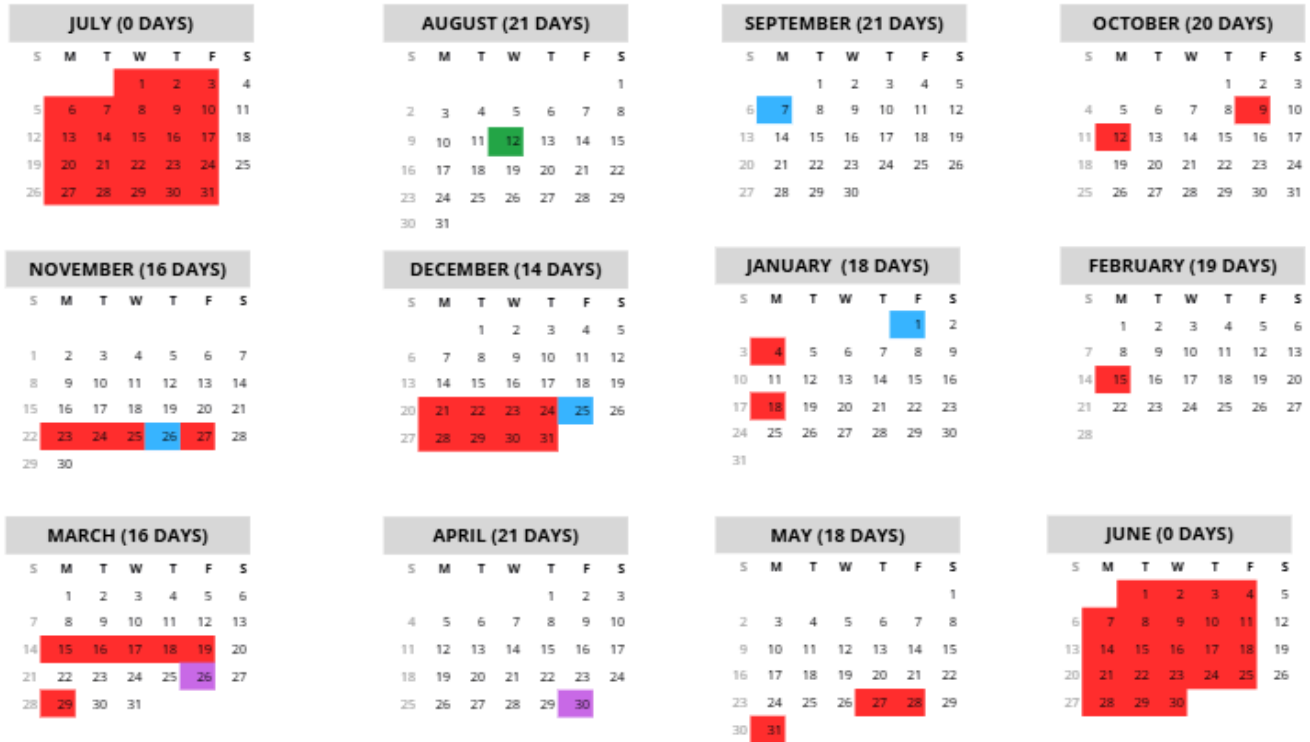 JULY (0 DAYS)
S M T W T F S
1 2 3 4
5 6 7 8 9 10 11
12 13 14 15 16 17 18
19 20 21 22 23 24 25
26 27 28 29 30 31
AUGUST (21 DAYS)
S M T W T F S
1
2 3 4 5 6 7 8
9 10 11 12 13 14 15
16 17 18 19 20 21 22
23 24 25 26 27 28 29
30 31
SEPTEMBER (21 DAYS)
S M T W T F S
1 2 3 4 5
6 7 8 9 10 11 12
13 14 15 16 17 18 19
20 21 22 23 24 25 26
27 28 29 30
OCTOBER (20 DAYS)
S M T W T F S
1 2 3
4 5 6 7 8 9 10
11 12 13 14 15 16 17
18 19 20 21 22 23 24
25 26 27 28 29 30 31
NOVEMBER (16 DAYS)
S M T W T F S
1 2 3 4 5 6 7
8 9 10 11 12 13 14
15 16 17 18 19 20 21
22 23 24 25 26 27 28
29 30
DECEMBER (14 DAYS)
S M T W T F S
1 2 3 4 5
6 7 8 9 10 11 12
13 14 15 16 17 18 19
20 21 22 23 24 25 26
27 28 29 30 31
JANUARY (18 DAYS)
S M T W T F S
1 2
3 4 5 6 7 8 9
10 11 12 13 14 15 16
17 18 19 20 21 22 23
24 25 26 27 28 29 30
31
FEBRUARY (19 DAYS)
S M T W T F S
1 2 3 4 5 6
7 8 9 10 11 12 13
14 15 16 17 18 19 20
21 22 23 24 25 26 27
28
MARCH (16 DAYS)
S M T W T F S
1 2 3 4 5 6
7 8 9 10 11 12 13
14 15 16 17 18 19 20
21 22 23 24 25 26 27
28 29 30 31
APRIL (21 DAYS)
S M T W T F S
1 2 3
4 5 6 7 8 9 10
11 12 13 14 15 16 17
18 19 20 21 22 23 24
25 26 27 28 29 30
MAY (18 DAYS)
S M T W T F S
1
2 3 4 5 6 7 8
9 10 11 12 13 14 15
16 17 18 19 20 21 22
23 24 25 26 27 28 29
30 31
JUNE (0 DAYS)
S M T W T F S
1 2 3 4 5
6 7 8 9 10 11 12
13 14 15 16 17 18 19
20 21 22 23 24 25 26
27 28 29 30